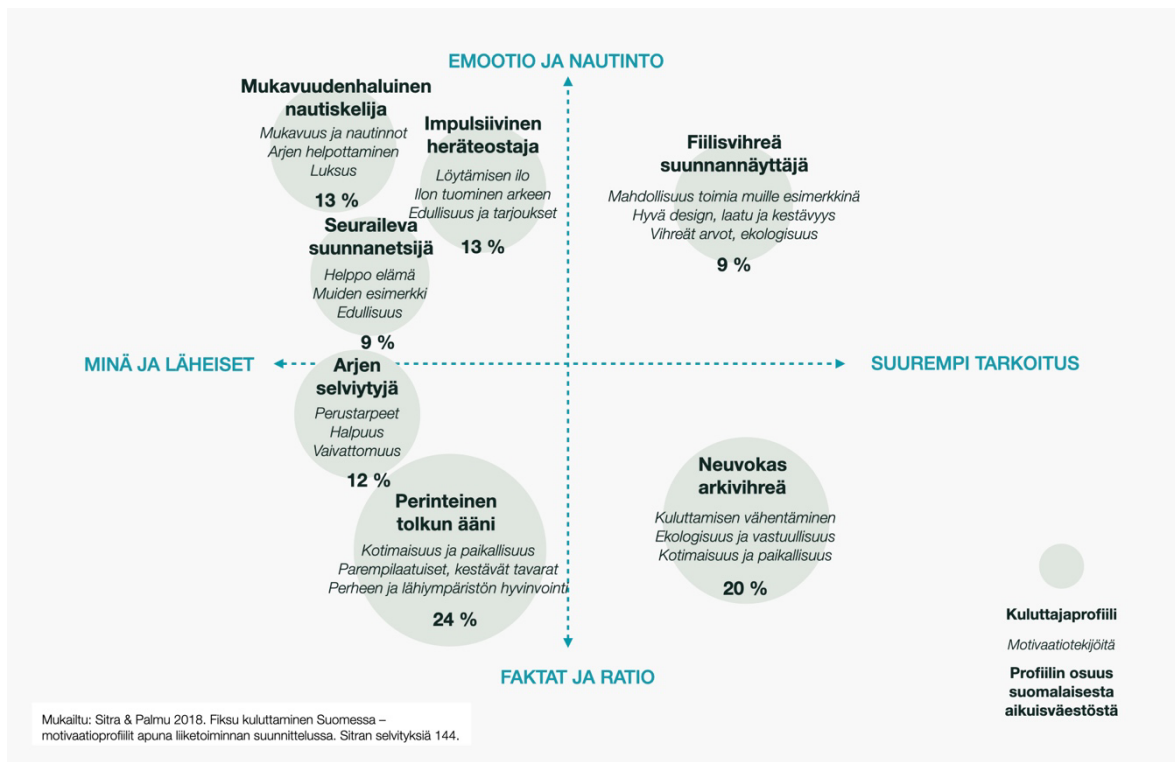 EMOOTIO JA NAUTINTO
Mukavuudenhaluinen
nautiskelija
Mukavuus ja nautinnot
Arjen helpottaminen
Luksus
13 %
Impulsiivinen
heräteostaja
Löytämisen ilo
Ilon tuominen arkeen
Edullisuus ja tarjoukset
13 %
Fiilisvihreä
suunnannäyttäjä
Mahdollisuus toimia muille esimerkkinä
Hyvä design, laatu ja kestävyys
Vihreät arvot, ekologisuus
9 %
Seuraileva
suunnanetsijä
Helppo elämä
Muiden esimerkki
Edullisuus
9 %
MINÄ JA LÄHEISET
SUUREMPI TARKOITUS
Arjen
selviytyjä
Perustarpeet
Halpuus
Vaivattomuus
12 %
Perinteinen
tolkun ääni
Kotimaisuus ja paikallisuus
Parempilaatuiset, kestävät tavarat
Perheen ja lähiympäristön hyvinvointi
24 %
Neuvokas
arkivihreä
Kuluttamisen vähentäminen
Ekologisuus ja vastuullisuus
Kotimaisuus ja paikallisuus
20 %
FAKTAT JA RATIO
Kuluttajaprofiili
Motivaatiotekijöitä
Profiilin osuus
suomalaisesta
aikuisväestöstä
Mukailtu: Sitra & Palmu 2018. Fiksu kuluttaminen Suomessa –
motivaatioprofiilit apuna liiketoiminnan suunnittelussa. Sitran selvityksiä 144.